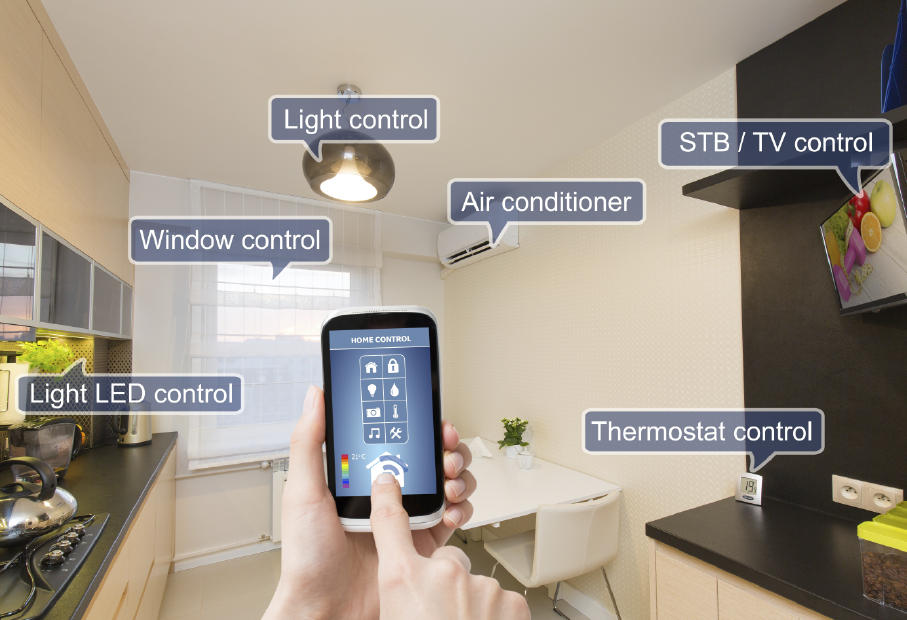 Light control
STB / TV control
Air conditioner
Window control
HOME CONTROL
Light LED control
Thermostat control
21°C
19